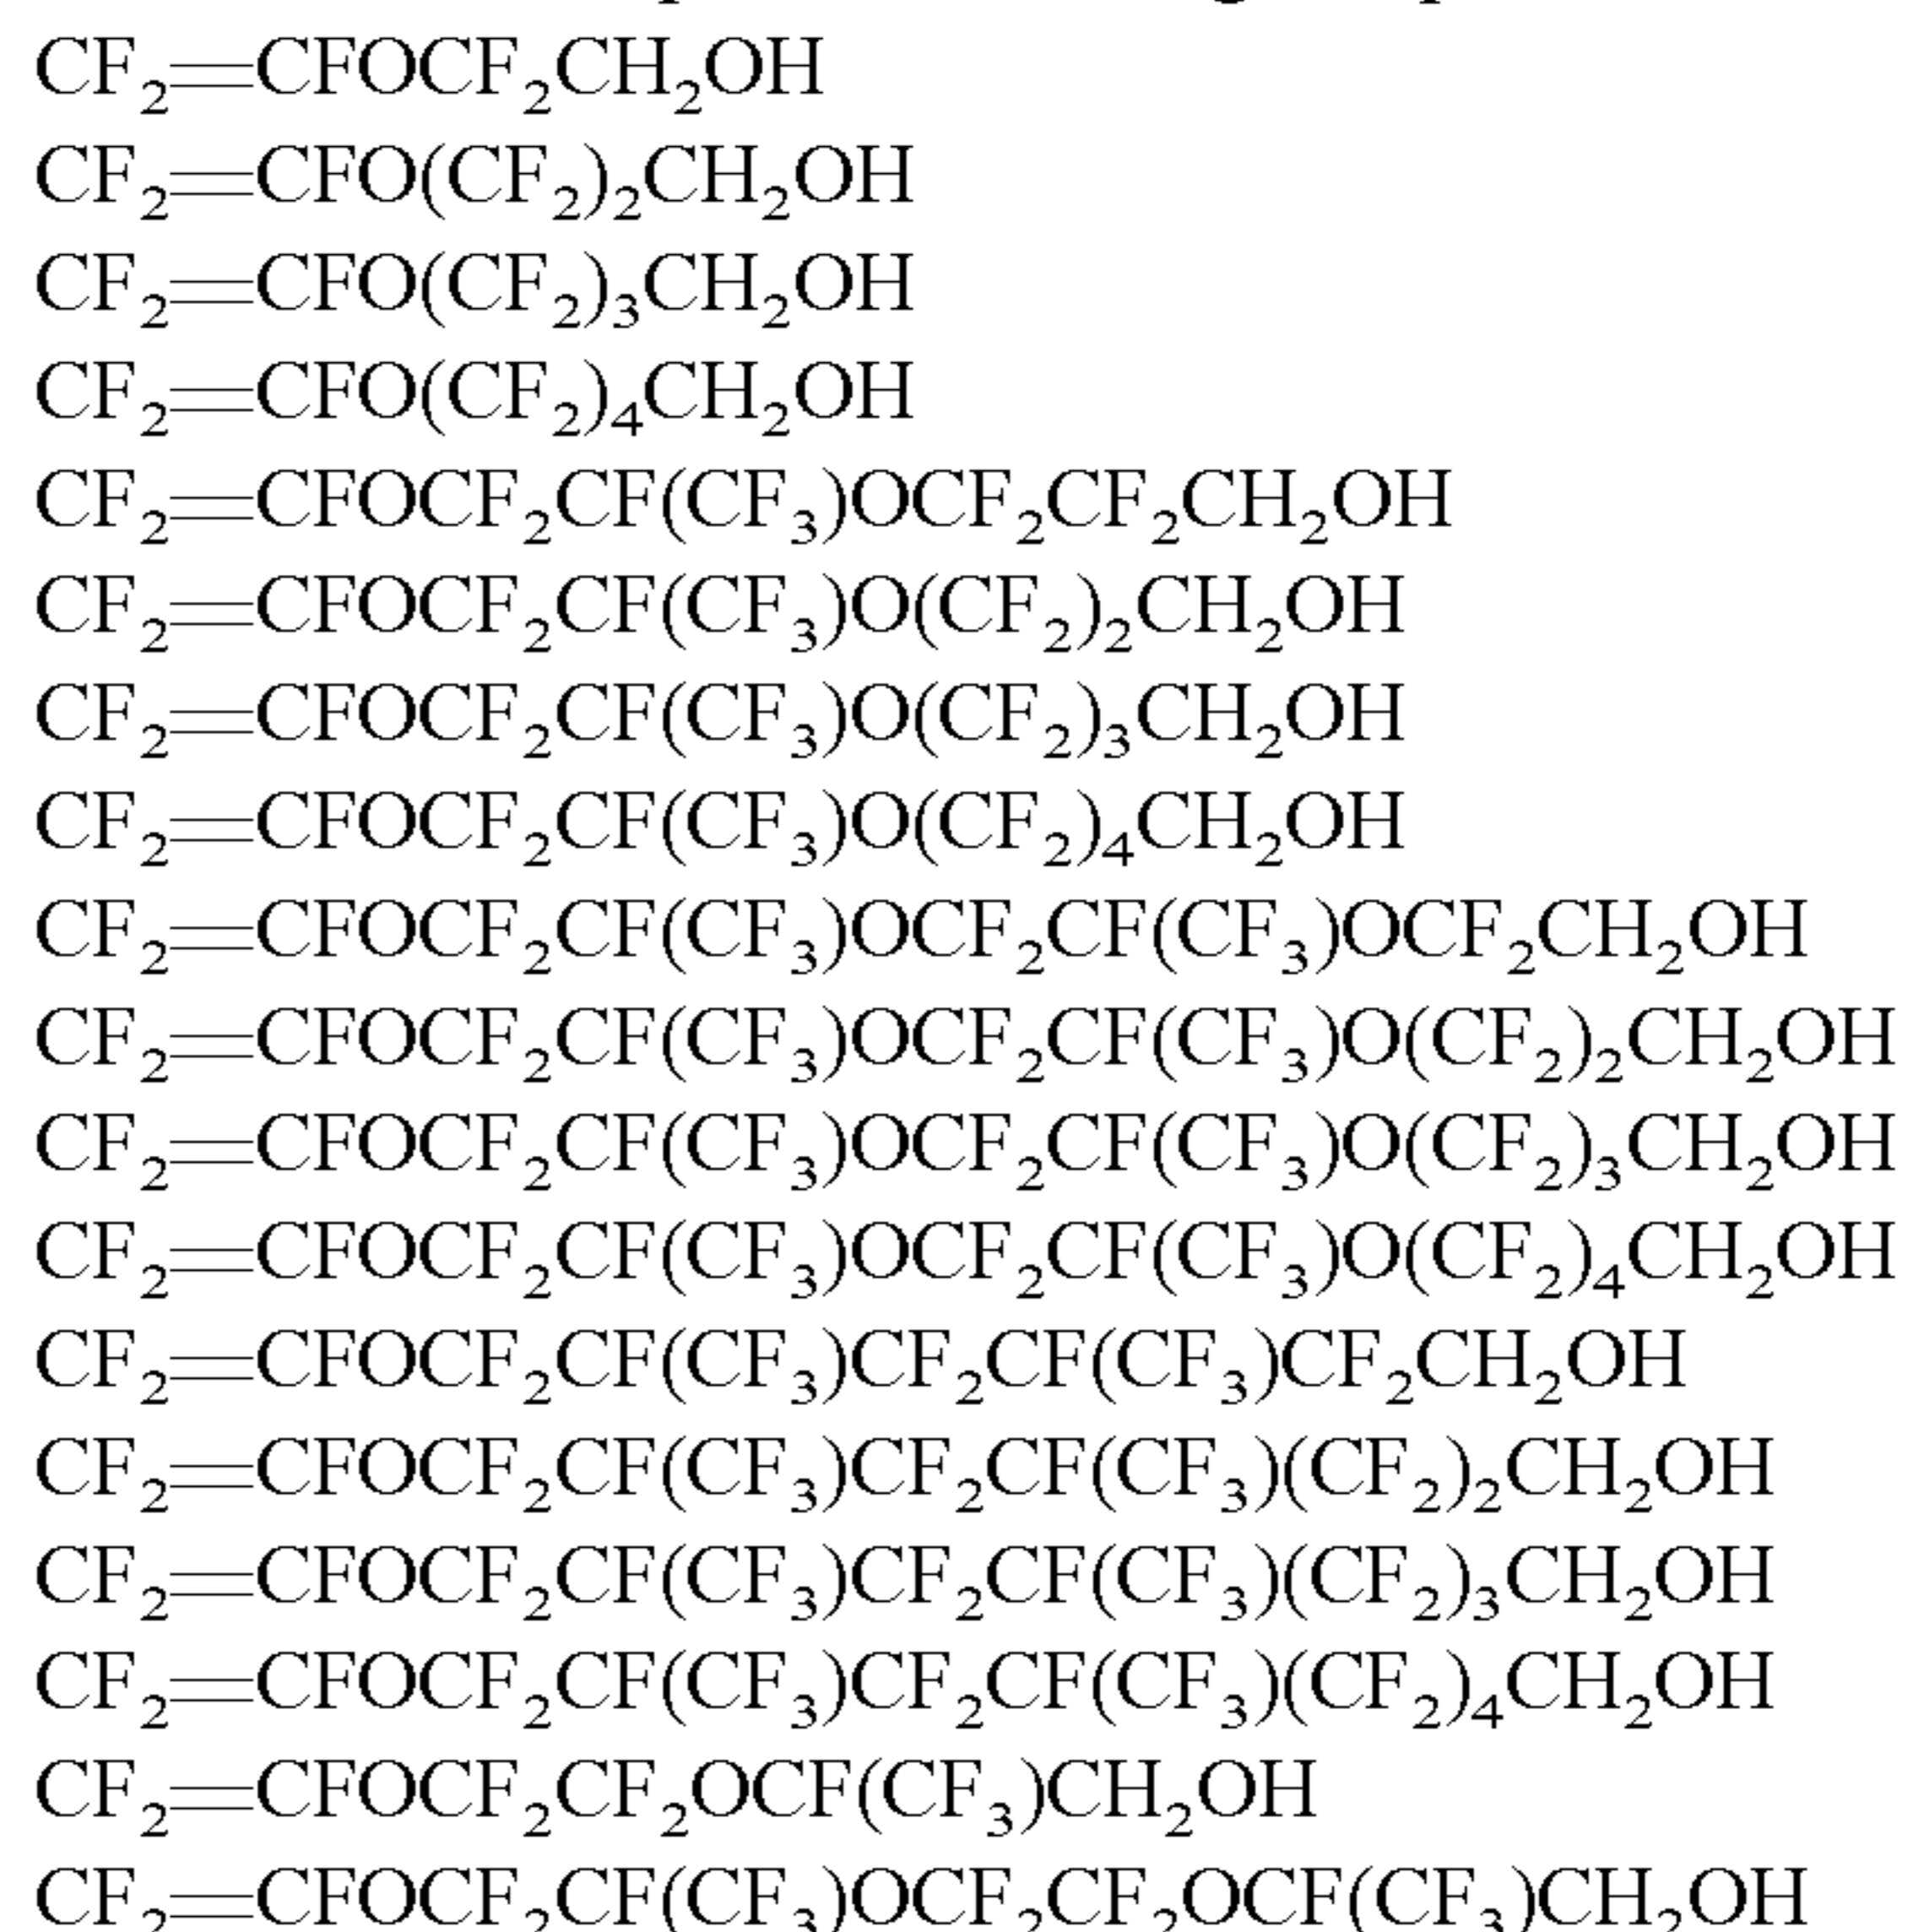 CF₂=CFOCF₂CH₂OH
CF₂=CFO(CF₂)₂CH₂OH
CF₂=CFO(CF₂)₃CH₂OH
CF₂=CFO(CF₂)₄CH₂OH
CF₂=CFOCF₂CF(CF₃)OCF₂CF₂CH₂OH
CF₂=CFOCF₂CF(CF₃)O(CF₂)₂CH₂OH
CF₂=CFOCF₂CF(CF₃)O(CF₂)₃CH₂OH
CF₂=CFOCF₂CF(CF₃)O(CF₂)₄CH₂OH
CF₂=CFOCF₂CF(CF₃)OCF₂CF(CF₃)OCF₂CH₂OH
CF₂=CFOCF₂CF(CF₃)OCF₂CF(CF₃)O(CF₂)₂CH₂OH
CF₂=CFOCF₂CF(CF₃)OCF₂CF(CF₃)O(CF₂)₃CH₂OH
CF₂=CFOCF₂CF(CF₃)OCF₂CF(CF₃)O(CF₂)₄CH₂OH
CF₂=CFOCF₂CF(CF₃)CF₂CF(CF₃)CF₂CH₂OH
CF₂=CFOCF₂CF(CF₃)CF₂CF(CF₃)(CF₂)₂CH₂OH
CF₂=CFOCF₂CF(CF₃)CF₂CF(CF₃)(CF₂)₃CH₂OH
CF₂=CFOCF₂CF(CF₃)CF₂CF(CF₃)(CF₂)₄CH₂OH
CF₂=CFOCF₂CF₂OCF(CF₃)CH₂OH
CF₂=CFOCF₂CF(CF₃)OCF₂CF₂OCF(CF₃)CH₂OH